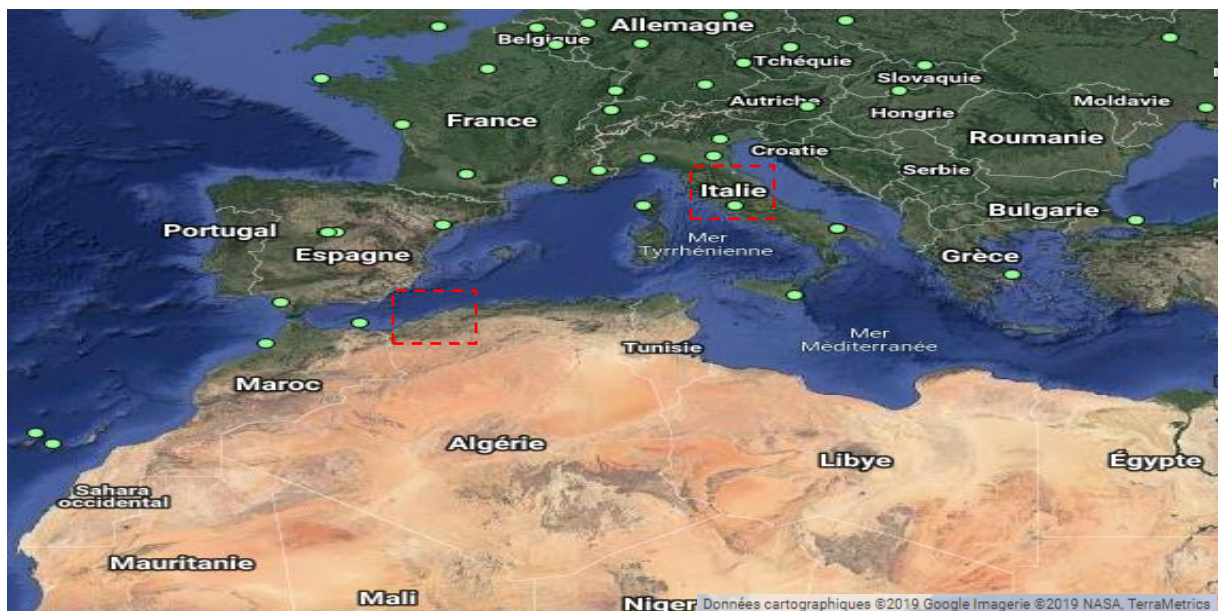 Allemagne
Belgique
Tchéquie
Slovaquie
Autriche
Hongrie
Moldavie
France
Roumanie
Croatie
Serbie
Italie
Portugal
Bulgarie
Mer
Tyrrhénienne
Espagne
Grèce
Mer
Méditerranée
Tunisie
Maroc
Algérie
Libye
Égypte
Sahara
occidental
Mauritanie
Mali
Niger
Données cartographiques ©2019 Google Imagerie ©2019 NASA, TerraMetrics